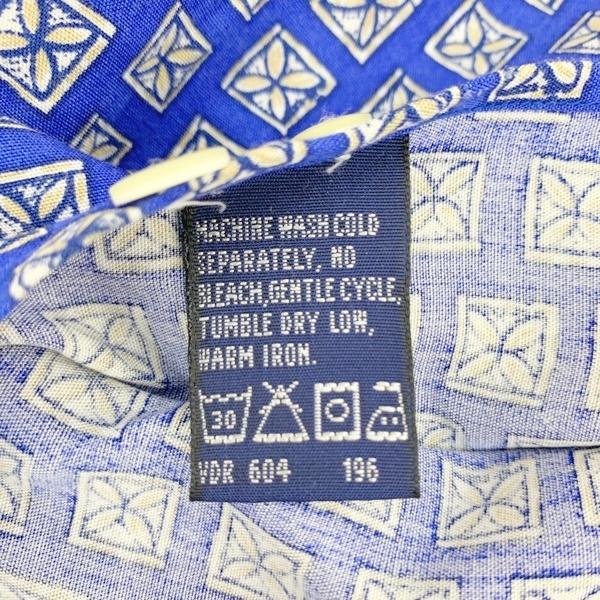 MACHINE WASH COLD
SEPARATELY, NO
BLEACH,GENTLE CYCLE,
TUMBLE DRY LOW,
WARM IRON.
30
VDR 604 196